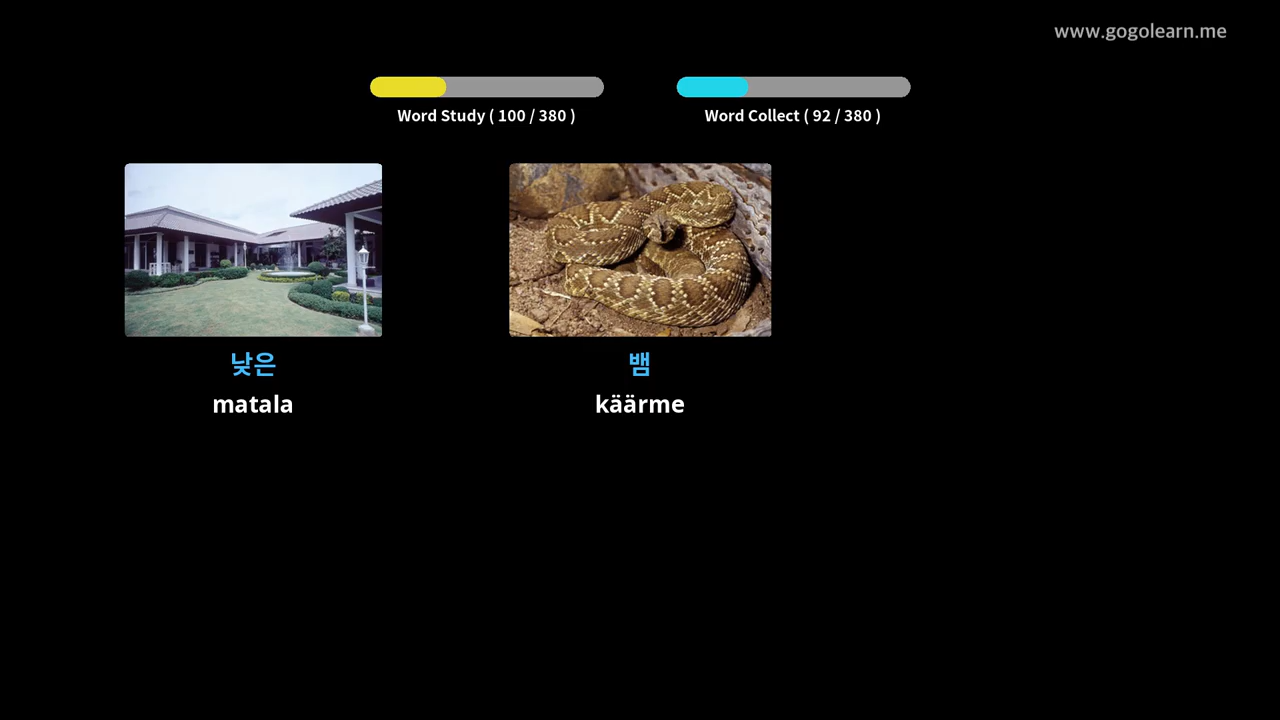 www.gogolearn.me
Word Study ( 100 / 380 )
Word Collect ( 92 / 380 )
낮은
matala
뱀
käärme